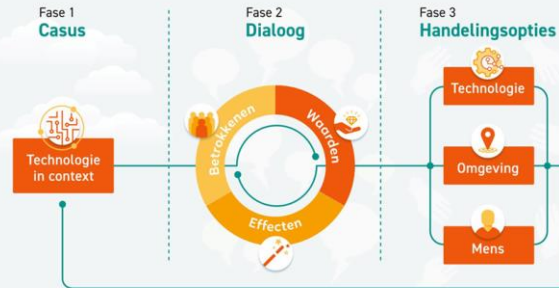 Fase 1
Casus
Technologie
in context
Fase 2
Dialoog
Betrokkenen
Waarden
Effecten
Fase 3
Handelingsopties
Technologie
Omgeving
Mens